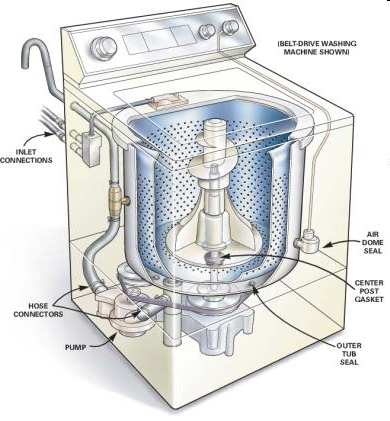 (BELT-DRIVE WASHING
MACHINE SHOWN)
INLET
CONNECTIONS
AIR
DOME
SEAL
CENTER
POST
GASKET
HOSE
CONNECTORS
PUMP
OUTER
TUB
SEAL